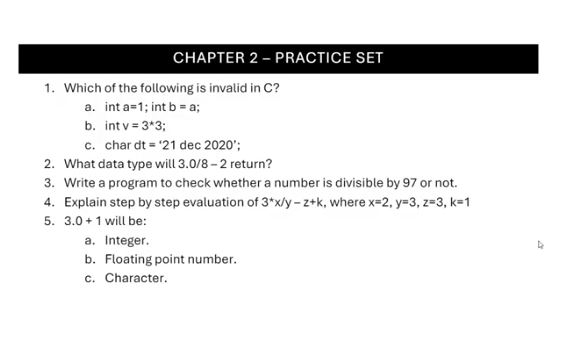 CHAPTER 2 – PRACTICE SET
1. Which of the following is invalid in C?
a. int a=1; int b = a;
b. int v = 3*3;
c. char dt = ‘21 dec 2020’;
2. What data type will 3.0/8 – 2 return?
3. Write a program to check whether a number is divisible by 97 or not.
4. Explain step by step evaluation of 3*x/y – z+k, where x=2, y=3, z=3, k=1
5. 3.0 + 1 will be:
a. Integer.
b. Floating point number.
c. Character.